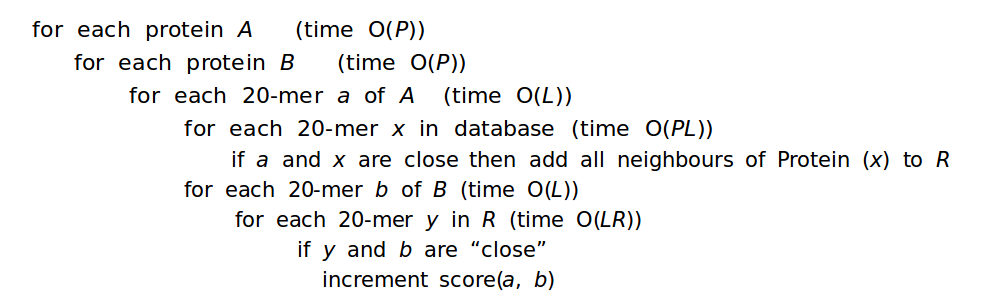 for each protein A (time O(P))
for each protein B (time O(P))
for each 20-mer a of A (time O(L))
for each 20-mer x in database (time O(PL))
if a and x are close then add all neighbours of Protein (x) to R
for each 20-mer b of B (time O(L))
for each 20-mer y in R (time O(LR))
if y and b are “close”
increment score(a, b)